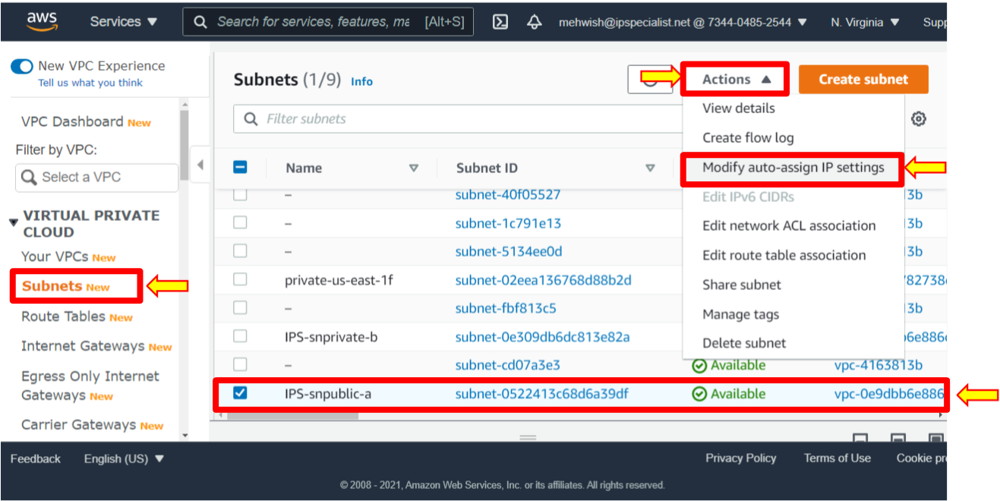 aws
Services ▼
Search for services, features, ma [Alt+S]
mehwish@ipspecialist.net @ 7344-0485-2544 ▼
N. Virginia ▼
Supp
New VPC Experience
Tell us what you think
VPC Dashboard New
Filter by VPC:
Select a VPC
VIRTUAL PRIVATE
CLOUD
Your VPCs New
Subnets New
Route Tables New
Internet Gateways New
Egress Only Internet
Gateways New
Carrier Gateways New
Subnets (1/9) Info
Actions ▲
Create subnet
Filter subnets
View details
Create flow log
Modify auto-assign IP settings
Edit IPv6 CIDRs
Edit network ACL association
Edit route table association
Share subnet
Manage tags
Delete subnet
Name Subnet ID
– subnet-40f05527 3b
– subnet-1c791e13 3b
– subnet-5134ee0d 3b
private-us-east-1f subnet-02eea136768d88b2d 82738
– subnet-fbf813c5 3b
IPS-snprivate-b subnet-0e309db6dc813e82a 6e886
– subnet-cd07a3e3 Available vpc-4163813b
IPS-snpublic-a subnet-0522413c68d6a39df Available vpc-0e9dbb6e886
Feedback English (US) ▼
Privacy Policy Terms of Use Cookie pre
© 2008 - 2021, Amazon Web Services, Inc. or its affiliates. All rights reserved.